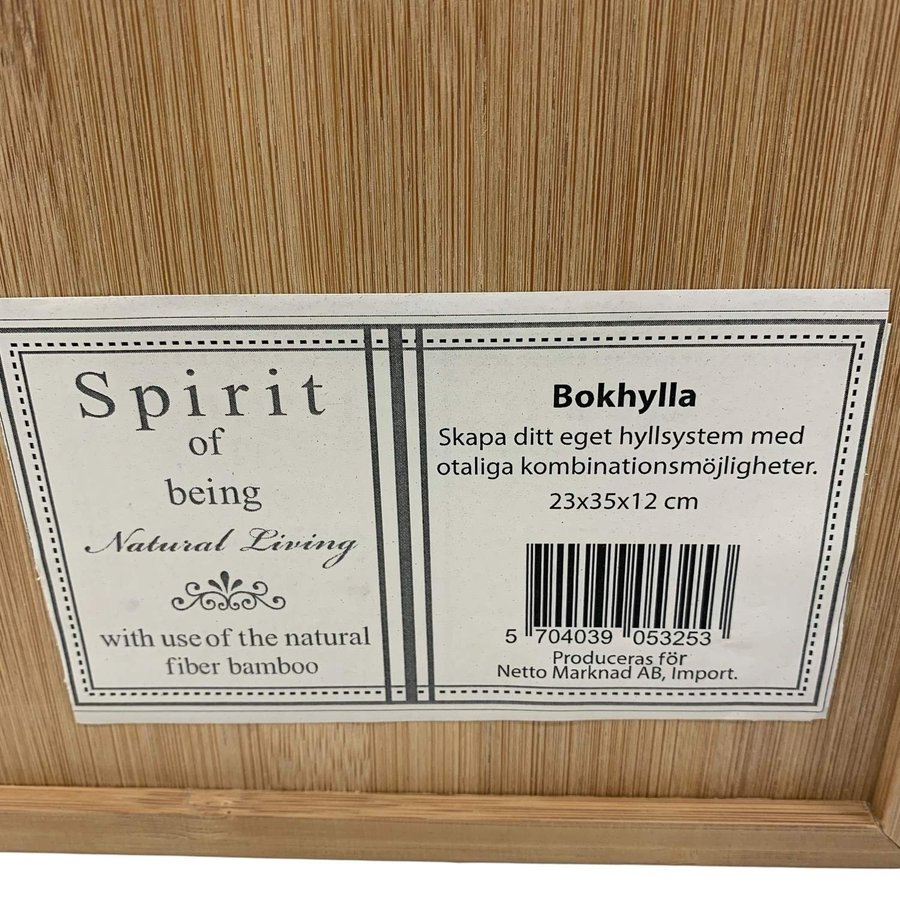 Spirit
of
being
Natural Living
with use of the natural
fiber bamboo
Bokhylla
Skapa ditt eget hyllsystem med
otaliga kombinationsmöjligheter.
23x35x12 cm
5 704039 053253
Produceras för
Netto Marknad AB, Import.